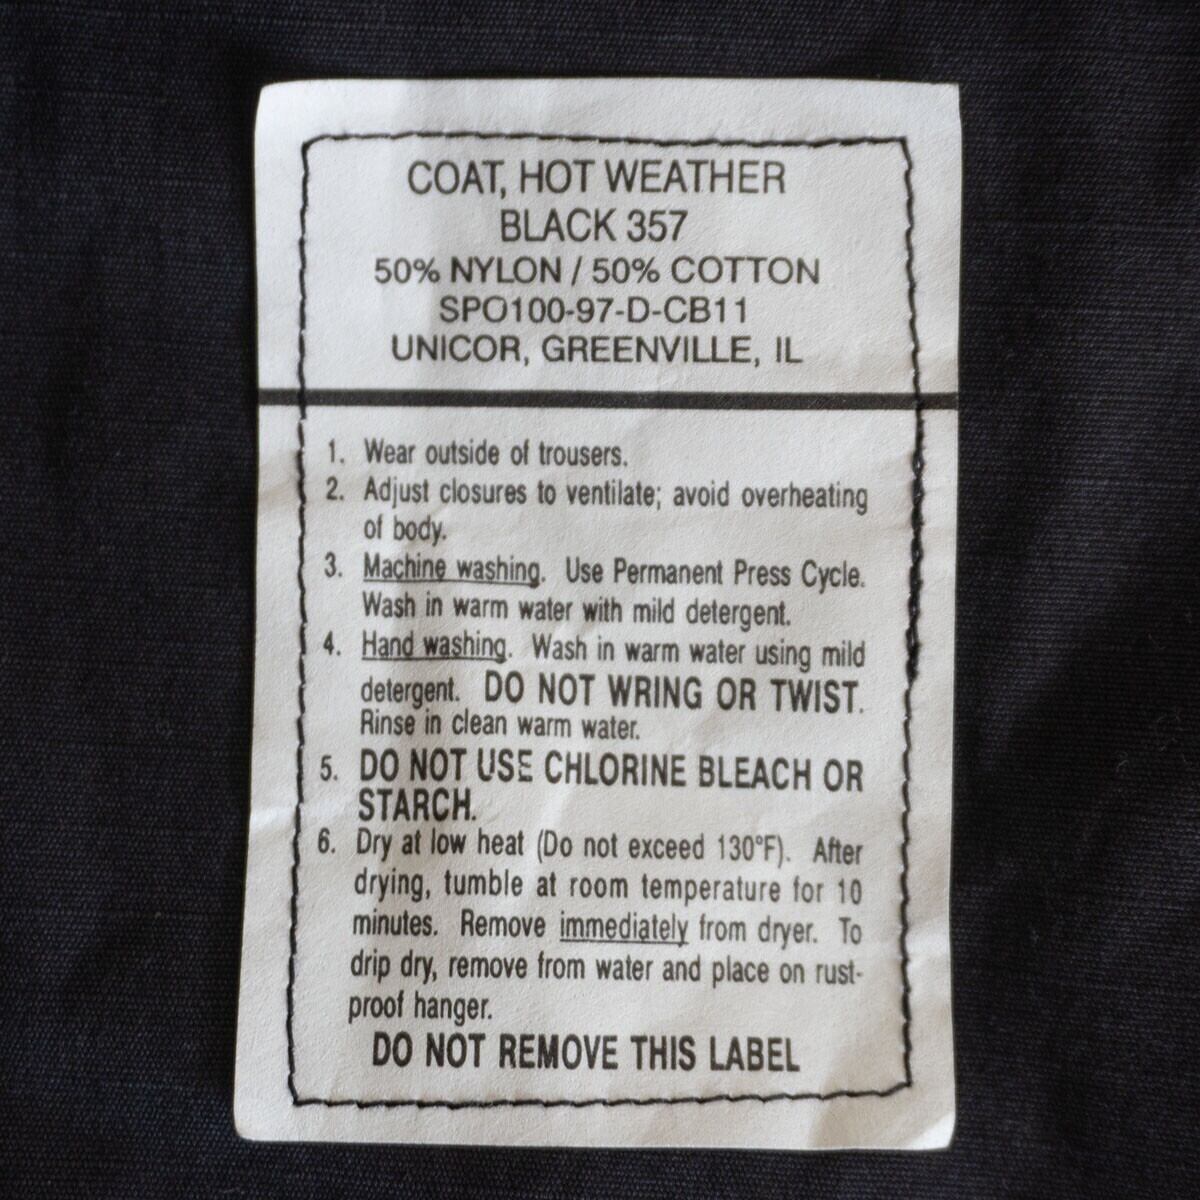 COAT, HOT WEATHER
BLACK 357
50% NYLON / 50% COTTON
SPO100-97-D-CB11
UNICOR, GREENVILLE, IL
1. Wear outside of trousers.
2. Adjust closures to ventilate; avoid overheating
of body.
3. Machine washing. Use Permanent Press Cycle.
Wash in warm water with mild detergent.
4. Hand washing. Wash in warm water using mild
detergent. DO NOT WRING OR TWIST.
Rinse in clean warm water.
5. DO NOT USE CHLORINE BLEACH OR
STARCH.
6. Dry at low heat (Do not exceed 130°F). After
drying, tumble at room temperature for 10
minutes. Remove immediately from dryer. To
drip dry, remove from water and place on rust-
proof hanger.
DO NOT REMOVE THIS LABEL